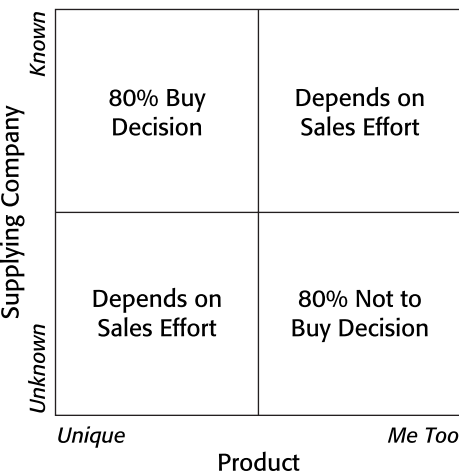 Known
80% Buy
Decision
Depends on
Sales Effort
Supplying Company
Depends on
Sales Effort
80% Not to
Buy Decision
Unknown
Unique
Me Too
Product